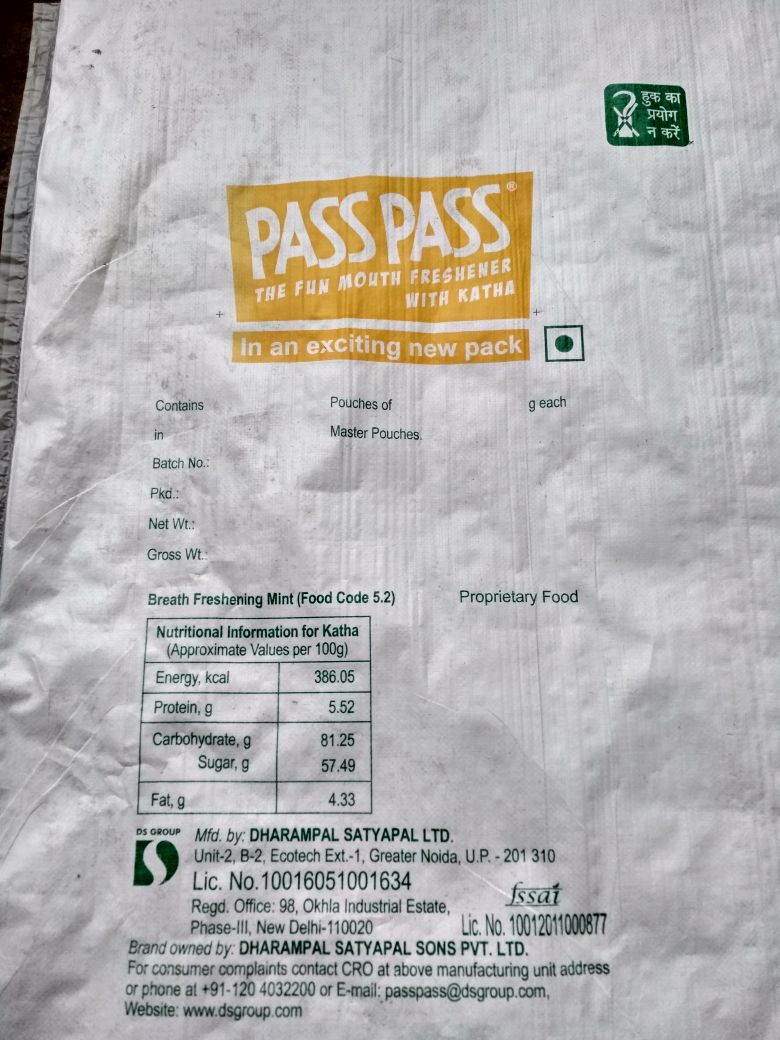 हुक का
प्रयोग
न करें
PASS PASS®
THE FUN MOUTH FRESHENER
WITH KATHA
In an exciting new pack
Contains Pouches of g each
in Master Pouches.
Batch No.:
Pkd.:
Net Wt.:
Gross Wt.:
Breath Freshening Mint (Food Code 5.2) Proprietary Food
Nutritional Information for Katha
(Approximate Values per 100g)
Energy, kcal 386.05
Protein, g 5.52
Carbohydrate, g 81.25
Sugar, g 57.49
Fat, g 4.33
DS GROUP
Mfd. by: DHARAMPAL SATYAPAL LTD.
Unit-2, B-2, Ecotech Ext.-1, Greater Noida, U.P. - 201 310
Lic. No.10016051001634
fssai
Regd. Office: 98, Okhla Industrial Estate,
Phase-III, New Delhi-110020 Lic. No. 10012011000877
Brand owned by: DHARAMPAL SATYAPAL SONS PVT. LTD.
For consumer complaints contact CRO at above manufacturing unit address
or phone at +91-120 4032200 or E-mail: passpass@dsgroup.com,
Website: www.dsgroup.com